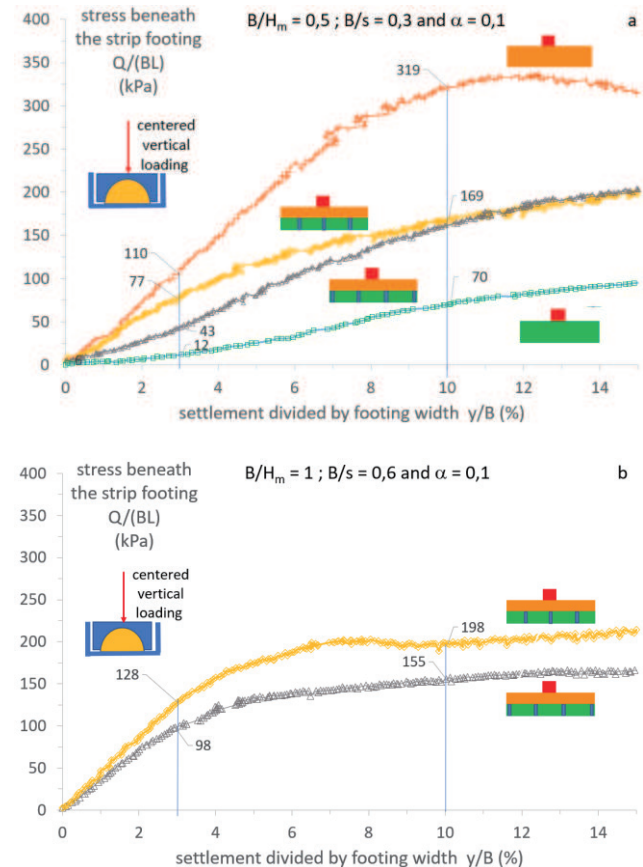 B/Hm = 0,5 ; B/s = 0,3 and α = 0,1
a
stress beneath
the strip footing
Q/(BL)
(kPa)
centered
vertical
loading
400
350
300
250
200
150
100
50
0
319
169
110
77
70
43
12
0
2
4
6
8
10
12
14
settlement divided by footing width y/B (%)
B/Hm = 1 ; B/s = 0,6 and α = 0,1
b
stress beneath
the strip footing
Q/(BL)
(kPa)
centered
vertical
loading
400
350
300
250
200
150
100
50
0
198
155
128
98
0
2
4
6
8
10
12
14
settlement divided by footing width y/B (%)